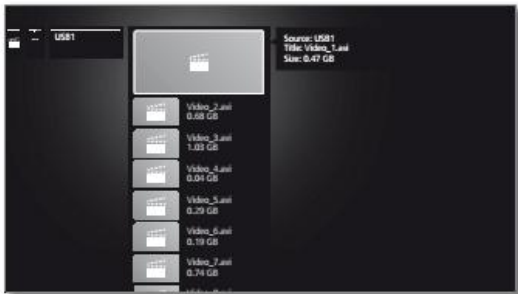 USB1
Source: USB1
Title: Video_1.avi
Size: 0.47 GB
Video_2.avi
0.68 GB
Video_3.avi
1.03 GB
Video_4.avi
0.04 GB
Video_5.avi
0.29 GB
Video_6.avi
0.19 GB
Video_7.avi
0.74 GB